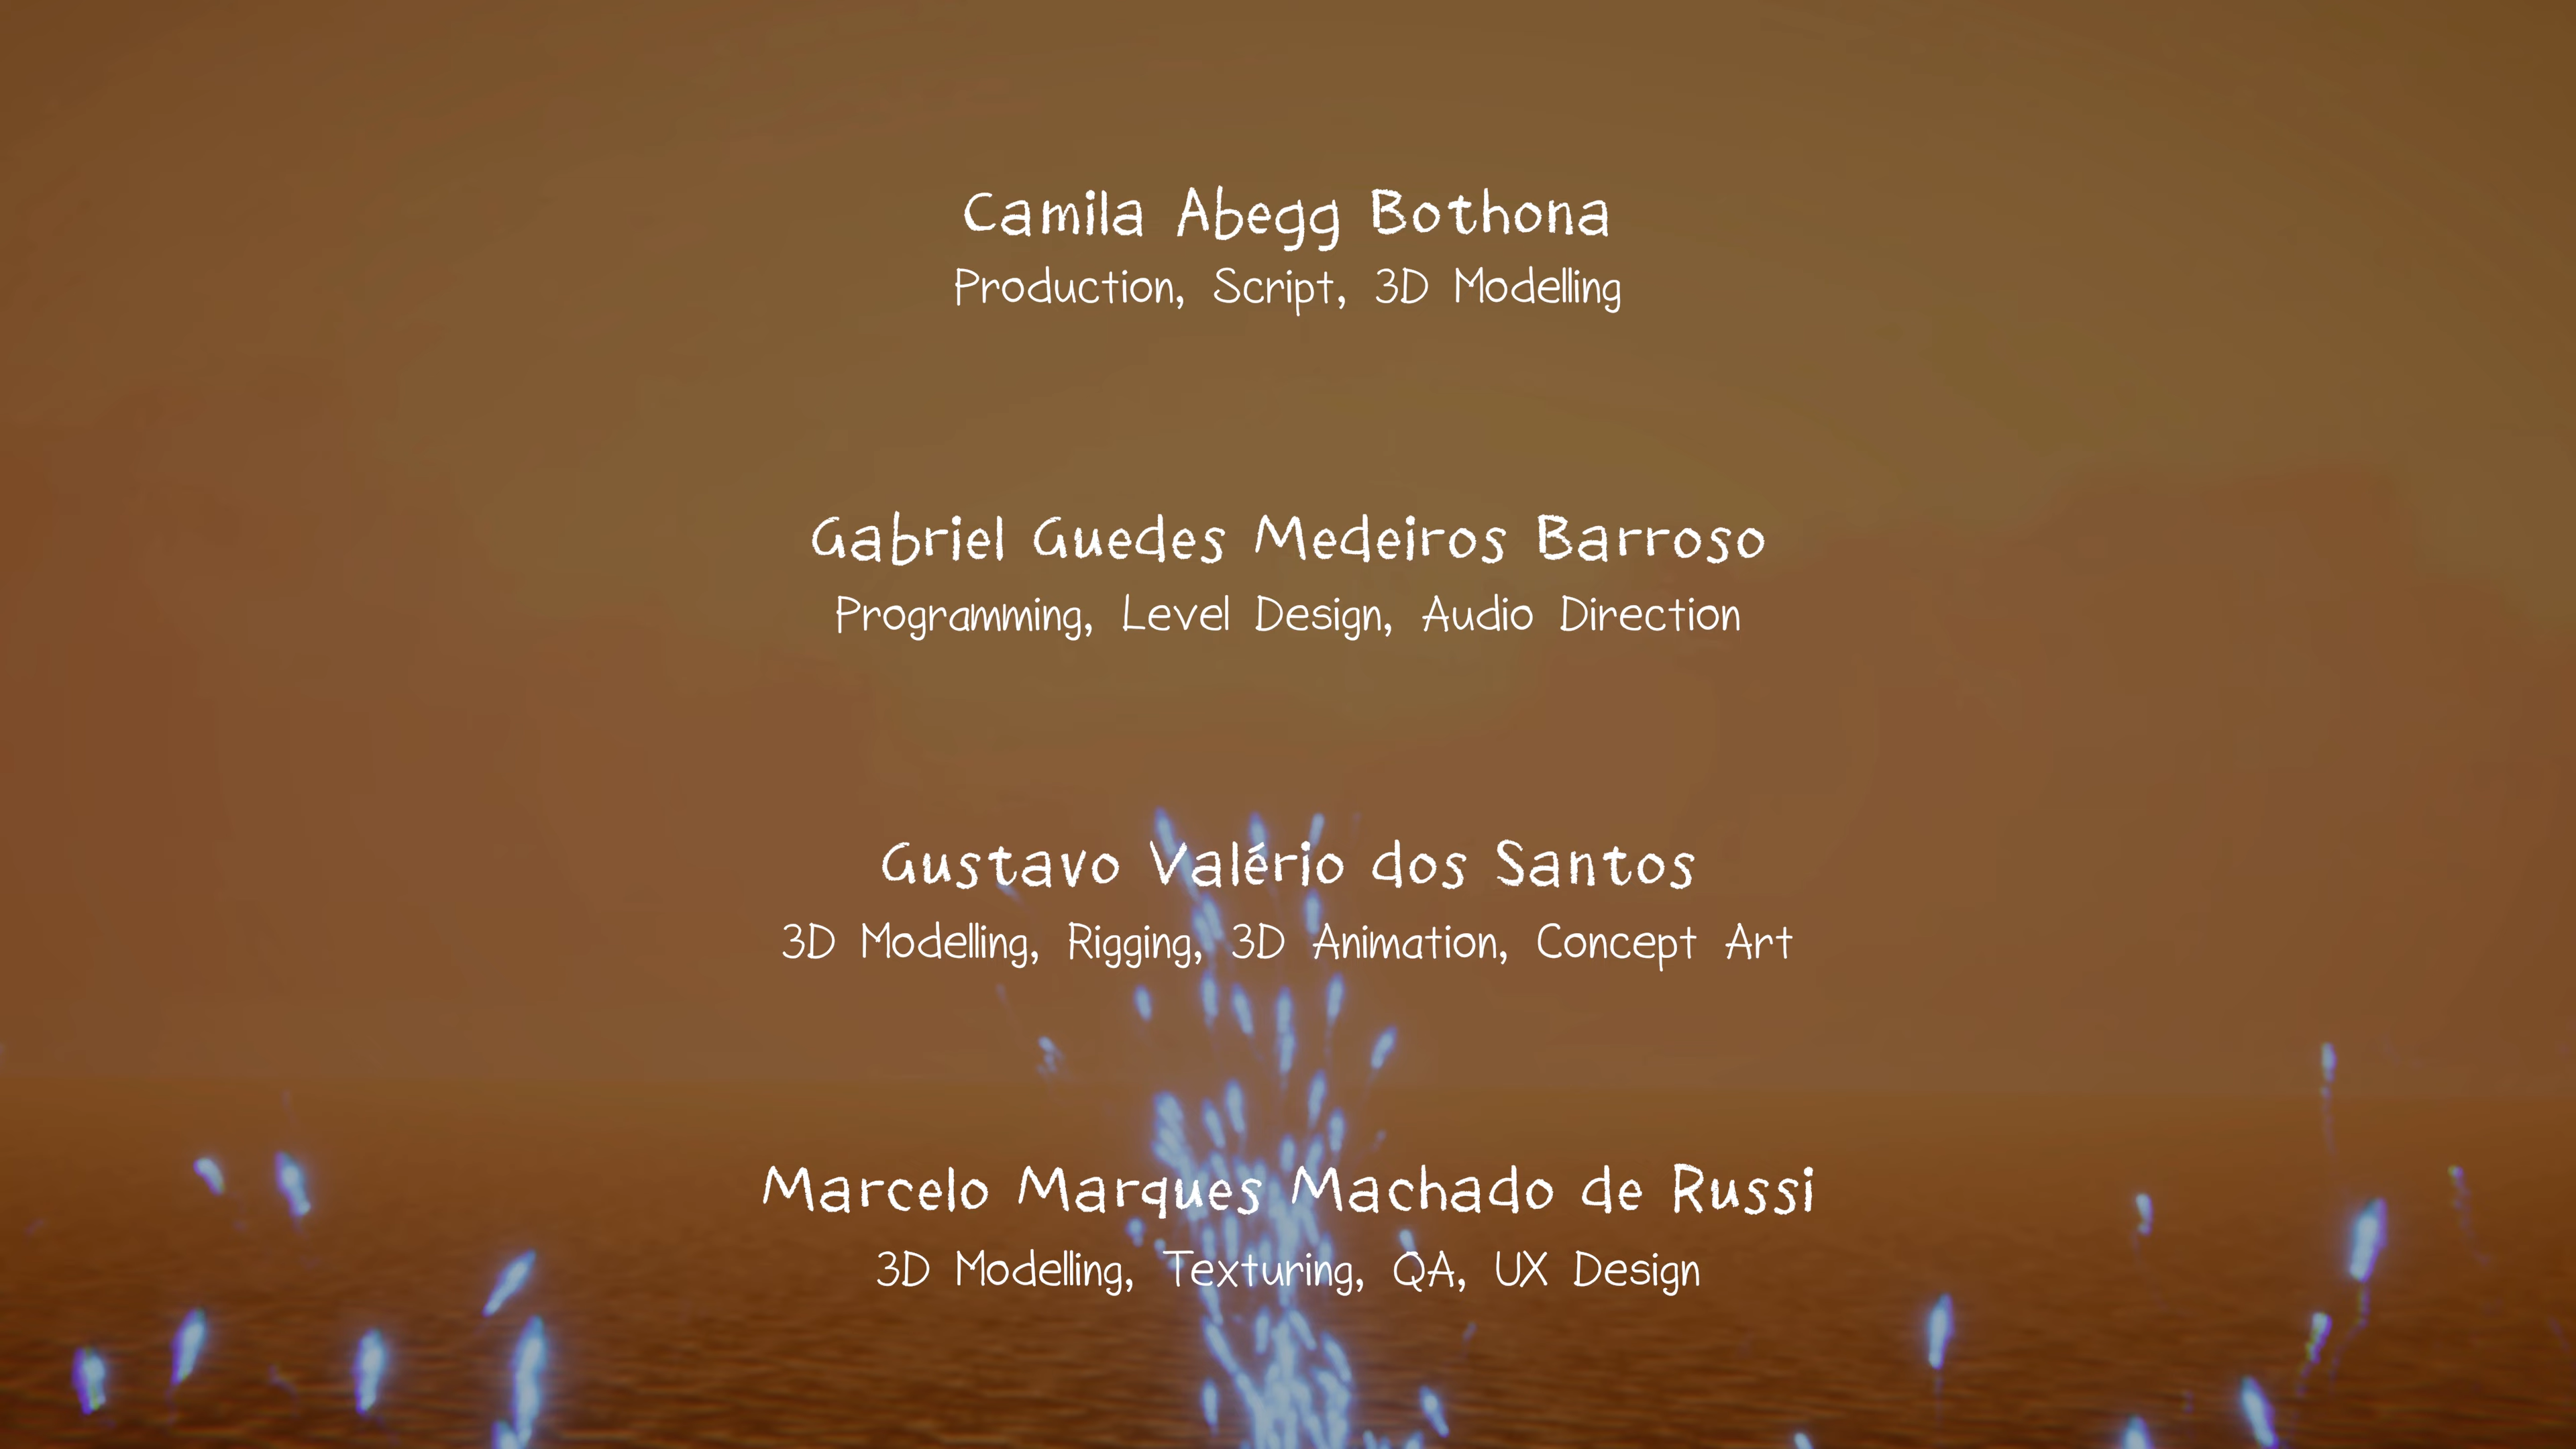 Camila Abegg Bothona
Production, Script, 3D Modelling
Gabriel Guedes Medeiros Barroso
Programming, Level Design, Audio Direction
Gustavo Valério dos Santos
3D Modelling, Rigging, 3D Animation, Concept Art
Marcelo Marques Machado de Russi
3D Modelling, Texturing, QA, UX Design